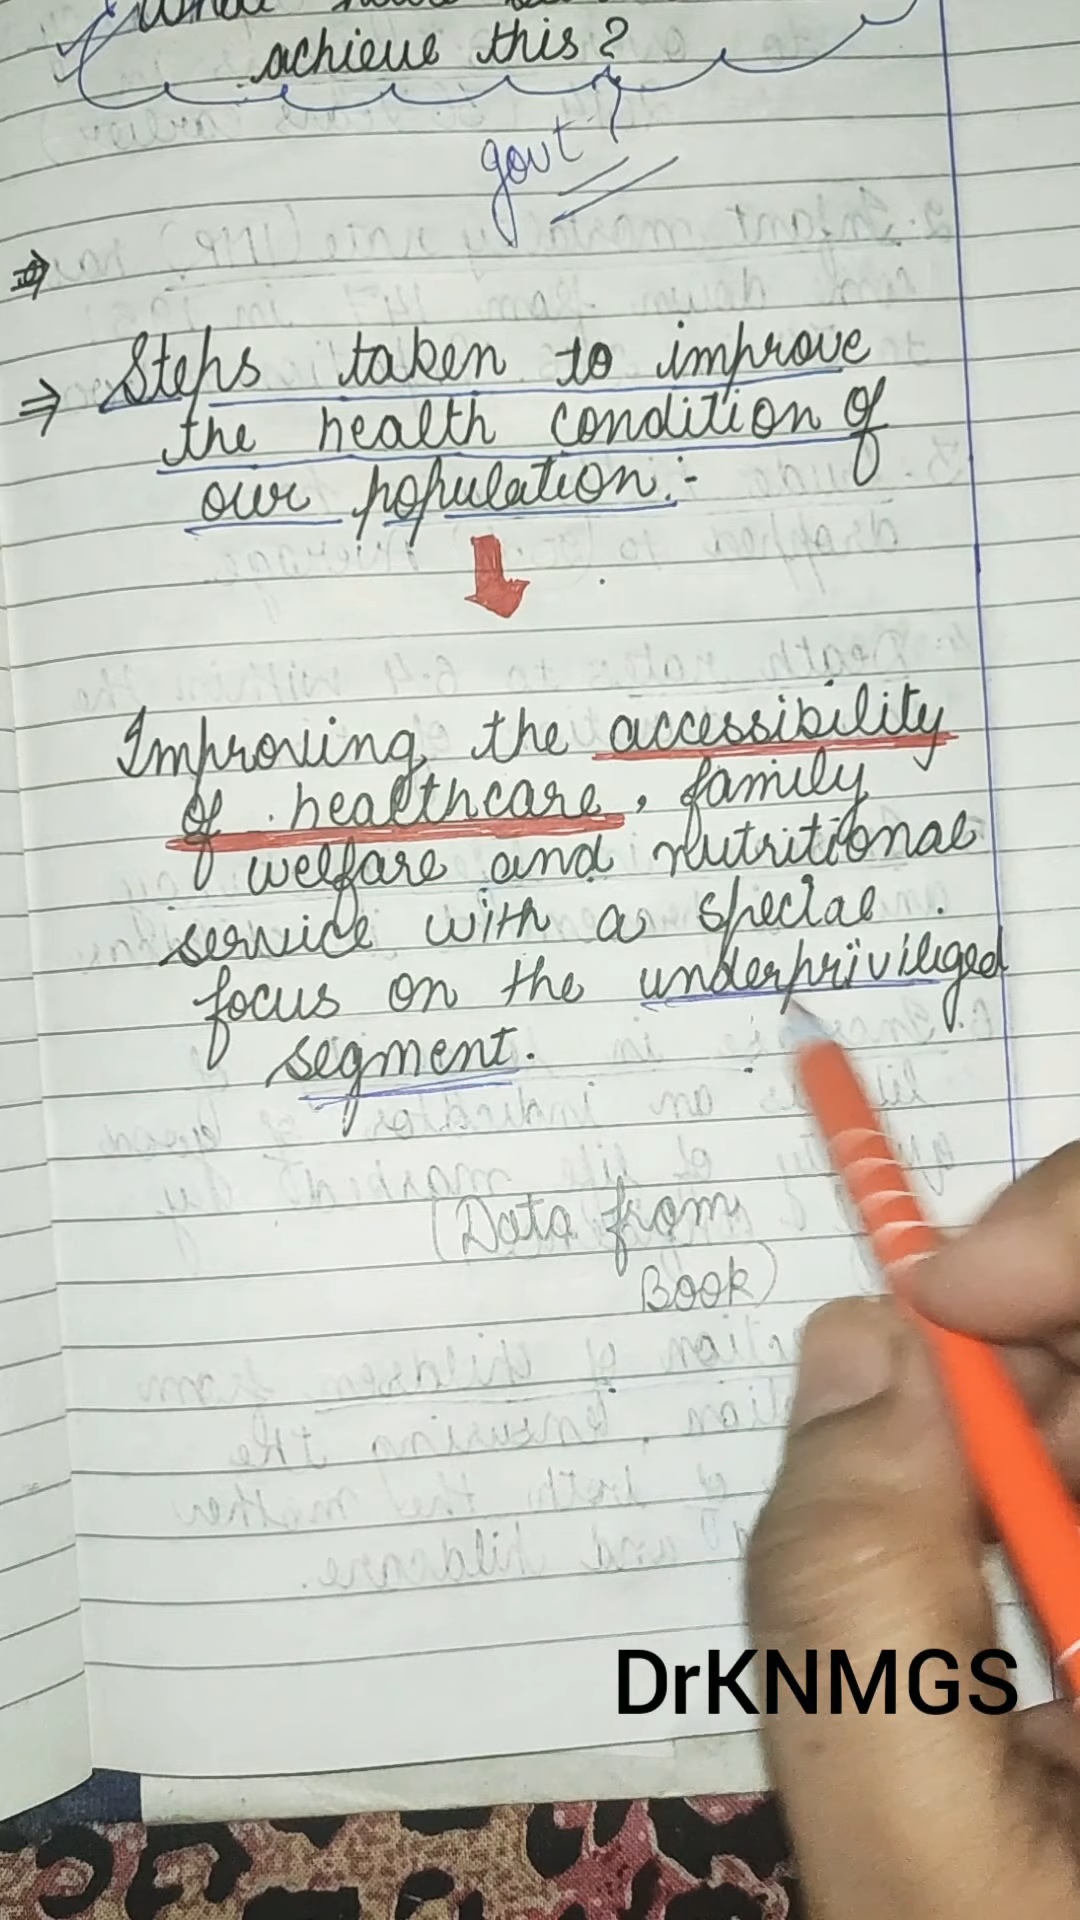 achieve this?
govt?
⇒
⇒ Steps taken to improve
the health condition of
our population:-
Improving the accessibility
of healthcare, family
welfare and nutritional
service with a special
focus on the underpriviliged
segment.
(Data from
Book)
DrKNMGS